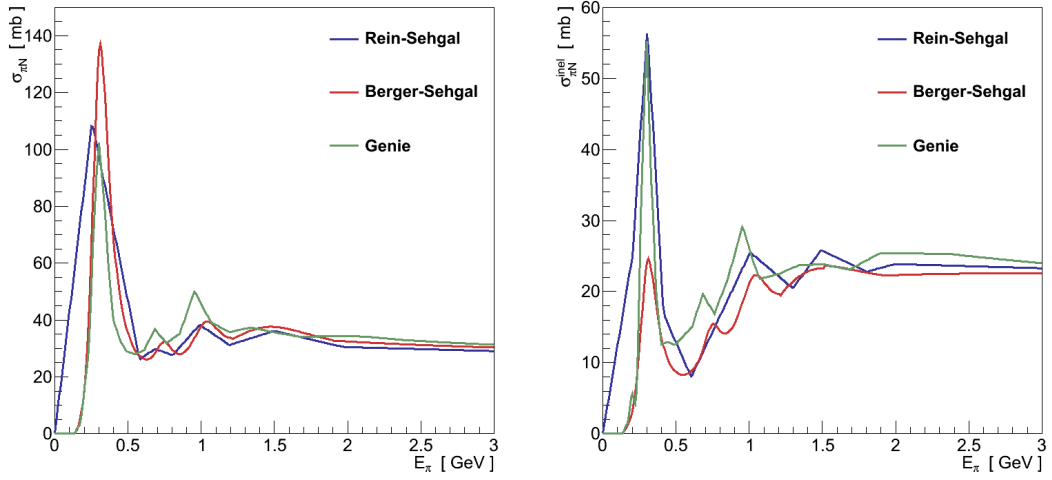 σπN [ mb ]
140
120
100
80
60
40
20
0
0 0.5 1 1.5 2 2.5 3
Eπ [ GeV ]
Rein-Sehgal
Berger-Sehgal
Genie
σπN^inel [ mb ]
60
50
40
30
20
10
0
0 0.5 1 1.5 2 2.5 3
Eπ [ GeV ]
Rein-Sehgal
Berger-Sehgal
Genie